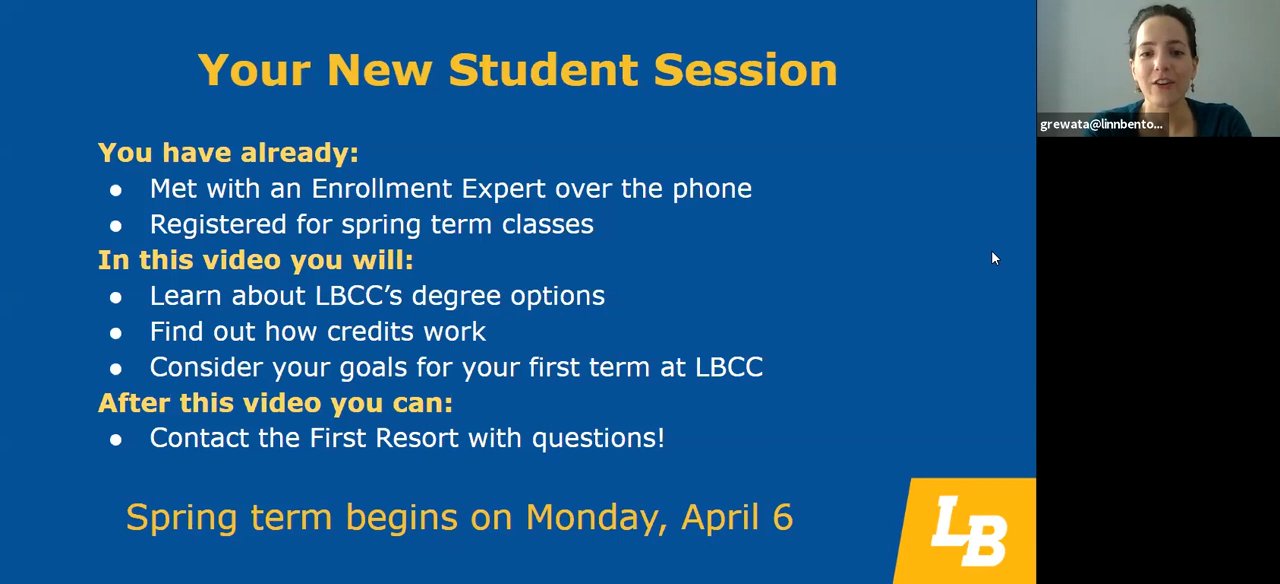 Your New Student Session
You have already:
● Met with an Enrollment Expert over the phone
● Registered for spring term classes
In this video you will:
● Learn about LBCC’s degree options
● Find out how credits work
● Consider your goals for your first term at LBCC
After this video you can:
● Contact the First Resort with questions!
Spring term begins on Monday, April 6
LB
grewata@linnbento...